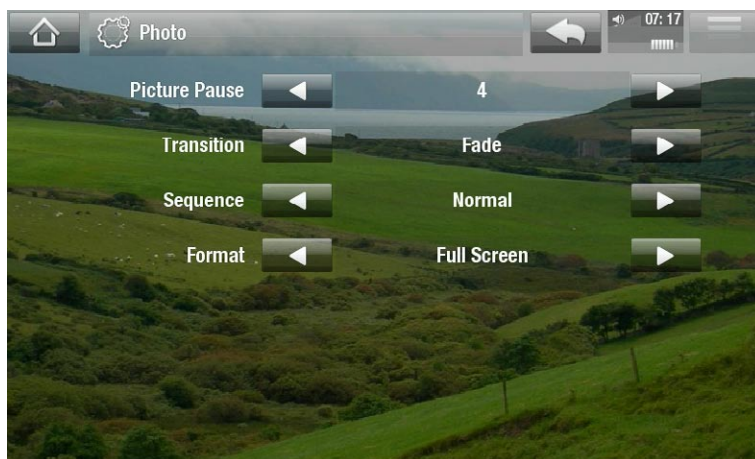 Photo
07:17
Picture Pause 4
Transition Fade
Sequence Normal
Format Full Screen